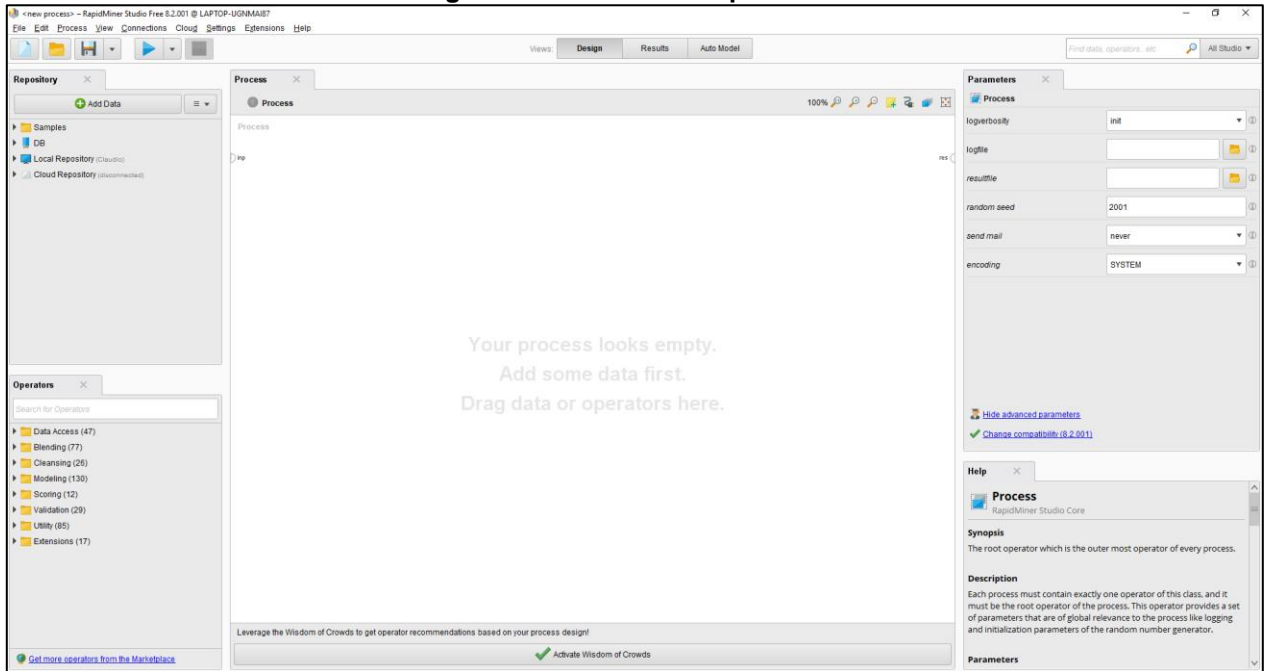 <new process> – RapidMiner Studio Free 8.2.001 @ LAPTOP-UGNMAI87
File Edit Process View Connections Cloud Settings Extensions Help
Views: Design Results Auto Model
Find data, operators...etc
All Studio
Repository
Add Data
Samples
DB
Local Repository (Claudio)
Cloud Repository (disconnected)
Operators
Search for Operators
Data Access (47)
Blending (77)
Cleansing (26)
Modeling (130)
Scoring (12)
Validation (29)
Utility (85)
Extensions (17)
Get more operators from the Marketplace
Process
Process
100%
Process
inp
res
Your process looks empty.
Add some data first.
Drag data or operators here.
Leverage the Wisdom of Crowds to get operator recommendations based on your process design!
Activate Wisdom of Crowds
Parameters
Process
logverbosity init
logfile
resultfile
random seed 2001
send mail never
encoding SYSTEM
Hide advanced parameters
Change compatibility (8.2.001)
Help
Process
RapidMiner Studio Core
Synopsis
The root operator which is the outer most operator of every process.
Description
Each process must contain exactly one operator of this class, and it
must be the root operator of the process. This operator provides a set
of parameters that are of global relevance to the process like logging
and initialization parameters of the random number generator.
Parameters